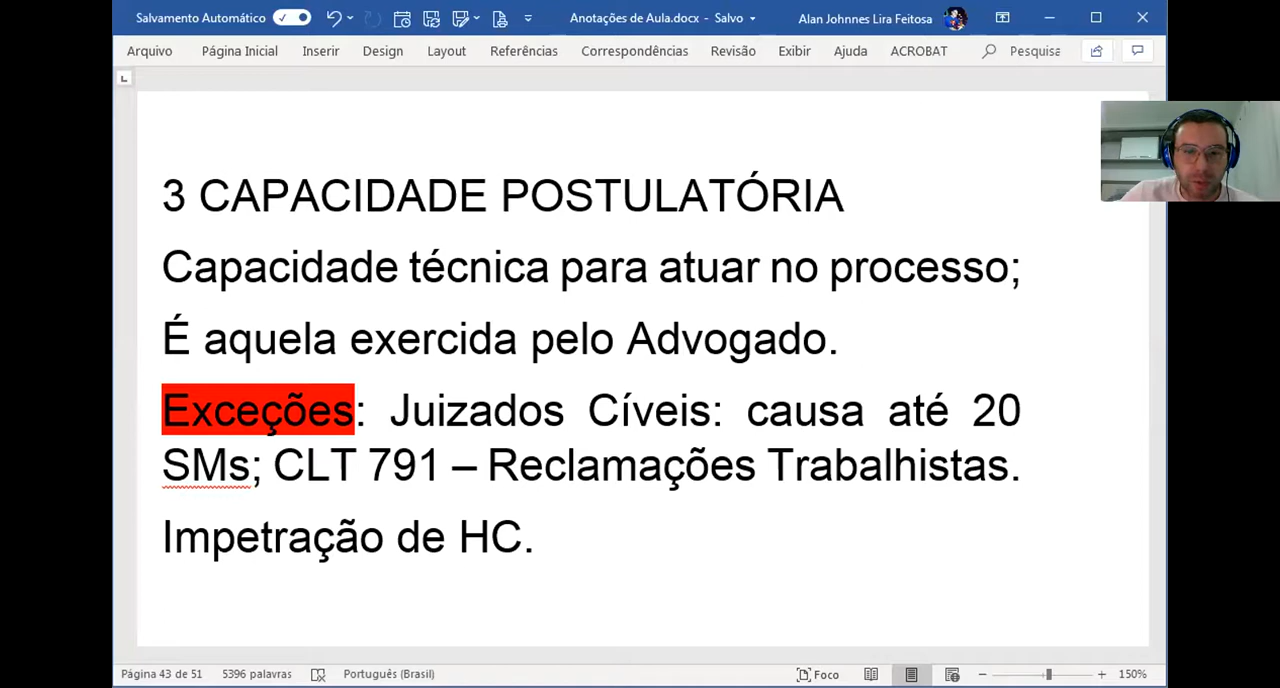 Salvamento Automático Anotações de Aula.docx - Salvo Alan Johnnes Lira Feitosa
Arquivo Página Inicial Inserir Design Layout Referências Correspondências Revisão Exibir Ajuda ACROBAT Pesquisa
3 CAPACIDADE POSTULATÓRIA
Capacidade técnica para atuar no processo;
É aquela exercida pelo Advogado.
Exceções: Juizados Cíveis: causa até 20
SMs; CLT 791 – Reclamações Trabalhistas.
Impetração de HC.
Página 43 de 51 5396 palavras Português (Brasil) Foco 150%